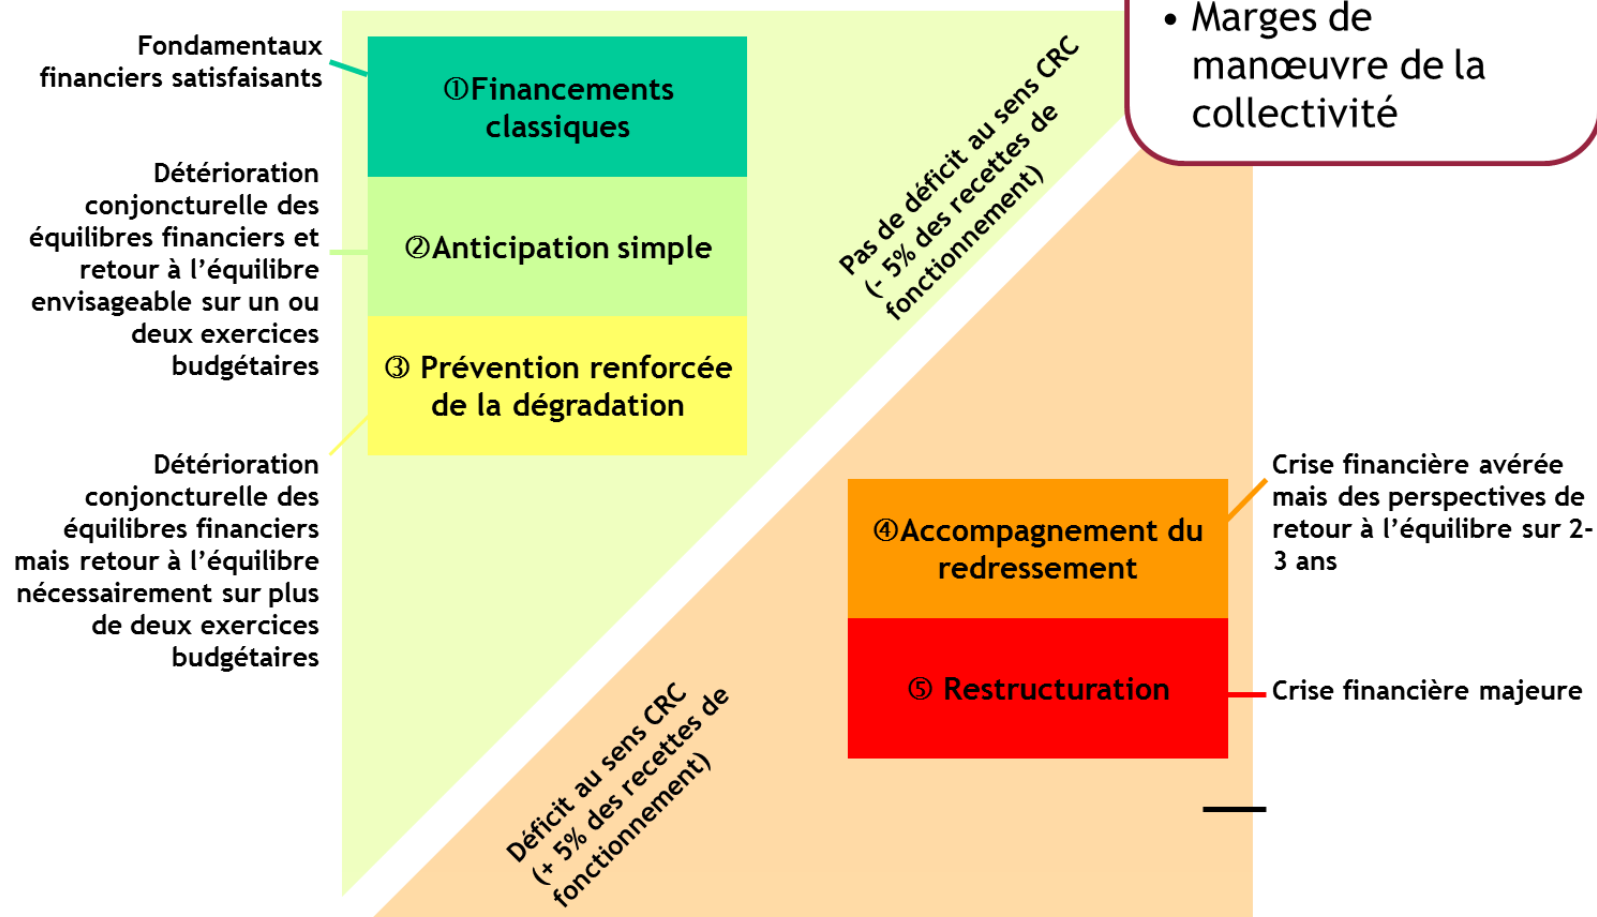 • Marges de
manœuvre de la
collectivité
Fondamentaux
financiers satisfaisants
①Financements
classiques
Détérioration
conjoncturelle des
équilibres financiers et
retour à l’équilibre
envisageable sur un ou
deux exercices
budgétaires
②Anticipation simple
③ Prévention renforcée
de la dégradation
Détérioration
conjoncturelle des
équilibres financiers
mais retour à l’équilibre
nécessairement sur plus
de deux exercices
budgétaires
Pas de déficit au sens CRC
(- 5% des recettes de
fonctionnement)
Déficit au sens CRC
(+ 5% des recettes de
fonctionnement)
④Accompagnement du
redressement
Crise financière avérée
mais des perspectives de
retour à l’équilibre sur 2-
3 ans
⑤ Restructuration
Crise financière majeure